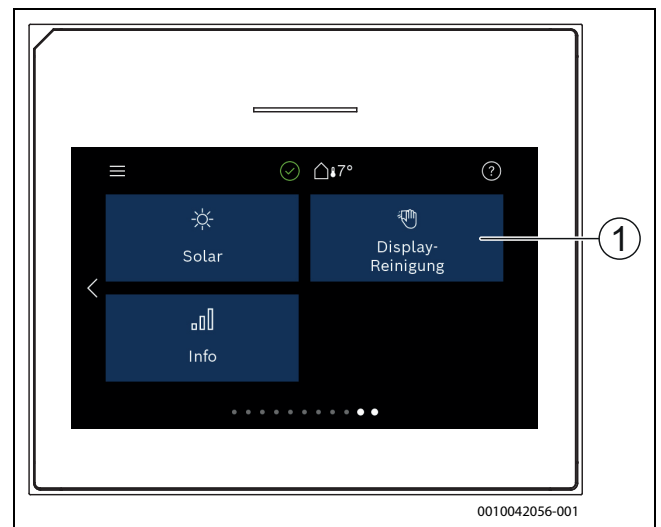 7°
?
Solar
Display-
Reinigung
1
Info
0010042056-001